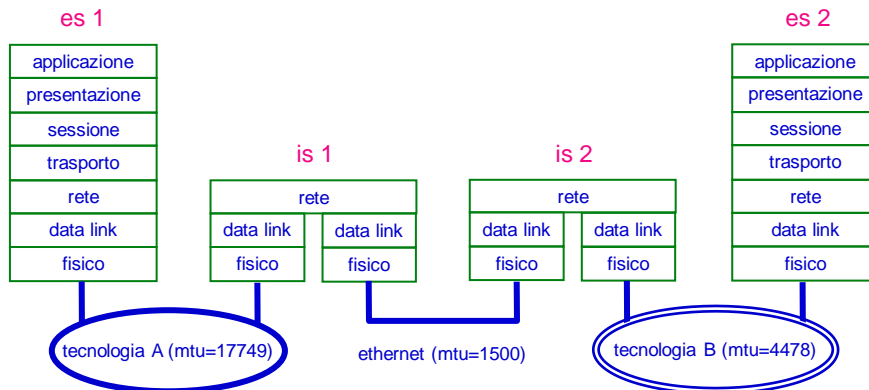 es 1
applicazione
presentazione
sessione
trasporto
rete
data link
fisico
is 1
rete
data link
data link
fisico
fisico
is 2
rete
data link
data link
fisico
fisico
es 2
applicazione
presentazione
sessione
trasporto
rete
data link
fisico
tecnologia A (mtu=17749)
ethernet (mtu=1500)
tecnologia B (mtu=4478)